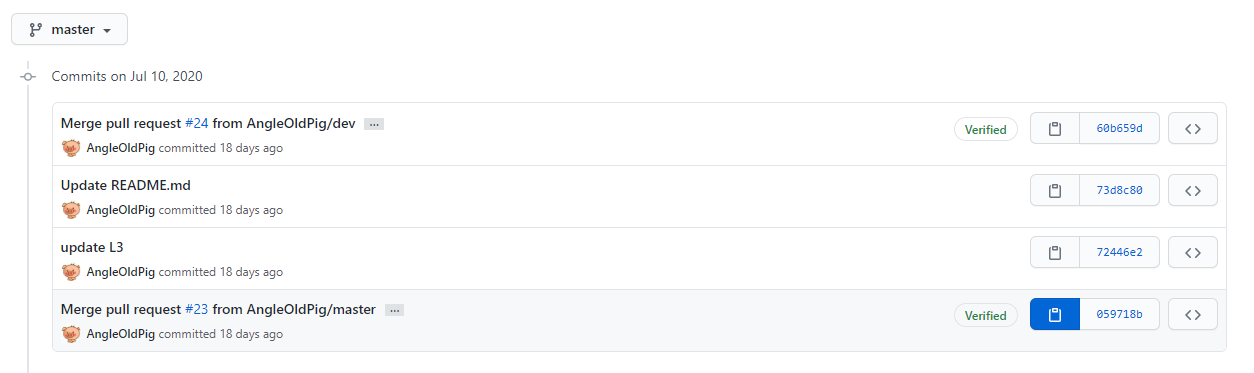 master
Commits on Jul 10, 2020
Merge pull request #24 from AngleOldPig/dev ...
Verified
60b659d
AngleOldPig committed 18 days ago
Update README.md
73d8c80
AngleOldPig committed 18 days ago
update L3
72446e2
AngleOldPig committed 18 days ago
Merge pull request #23 from AngleOldPig/master ...
Verified
059718b
AngleOldPig committed 18 days ago